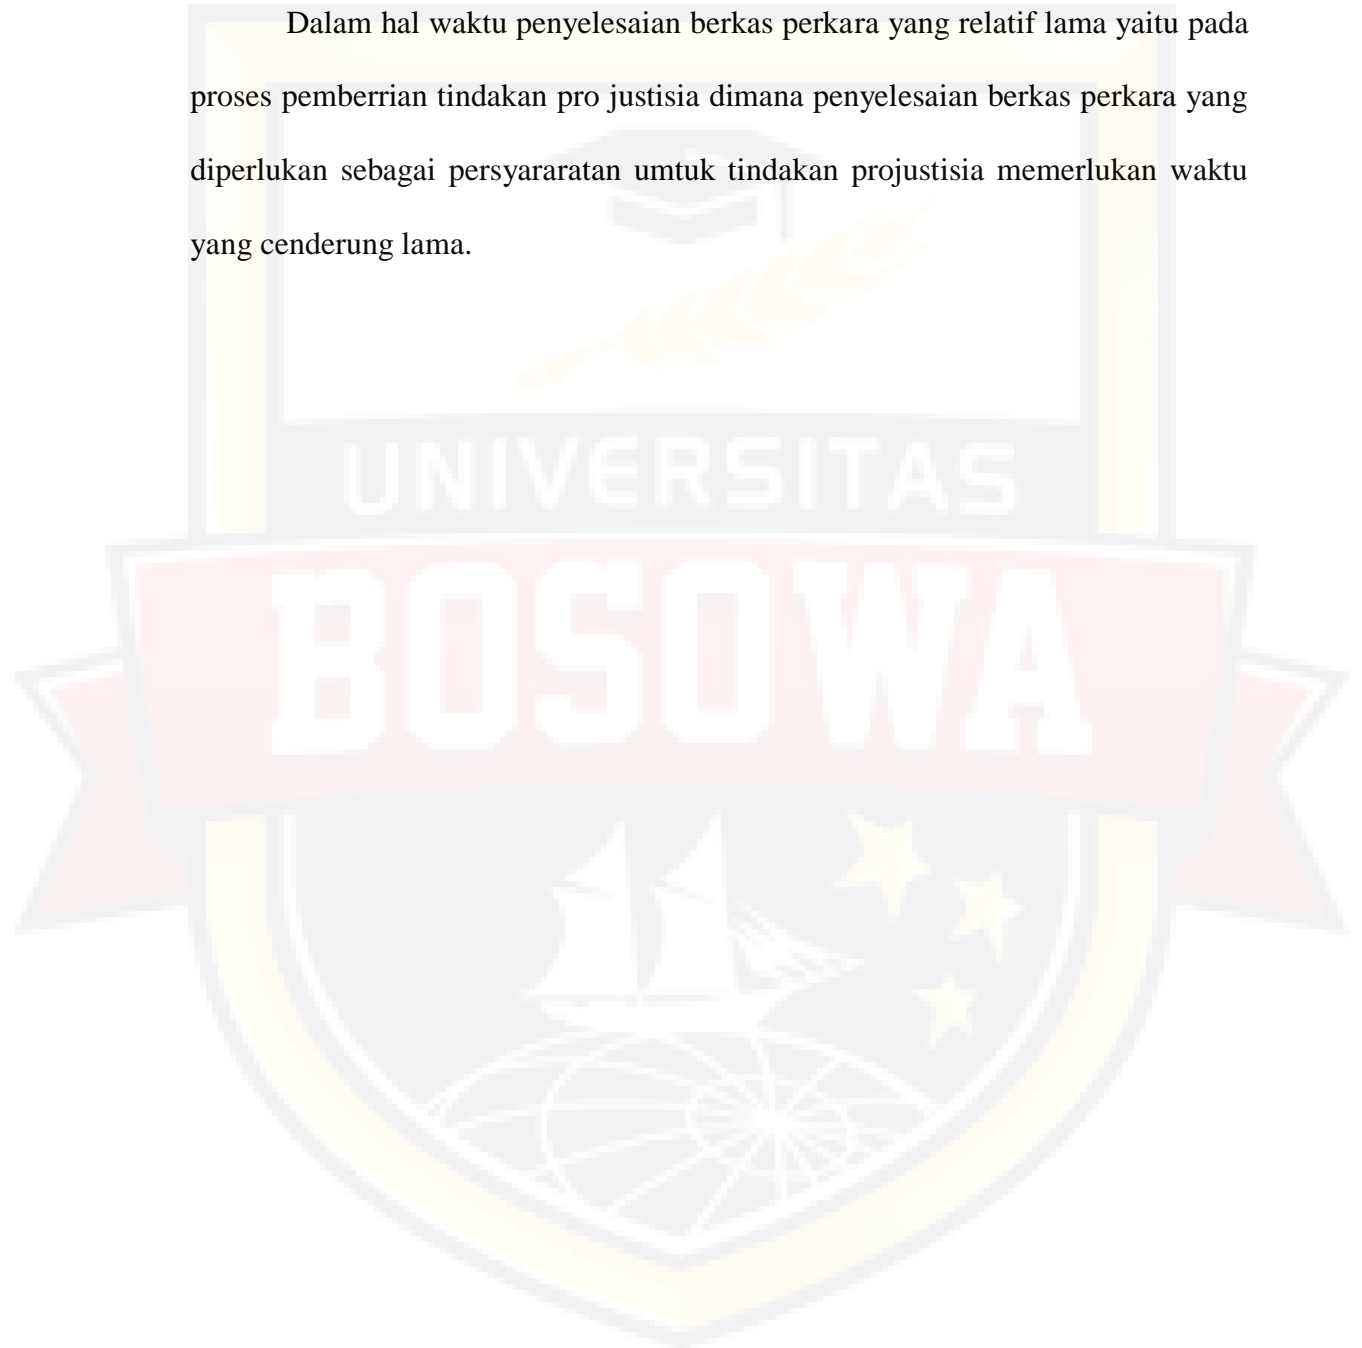 Dalam hal waktu penyelesaian berkas perkara yang relatif lama yaitu pada
proses pemberrian tindakan pro justisia dimana penyelesaian berkas perkara yang
diperlukan sebagai persyararatan umtuk tindakan projustisia memerlukan waktu
yang cenderung lama.
UNIVERSITAS
BOSOWA